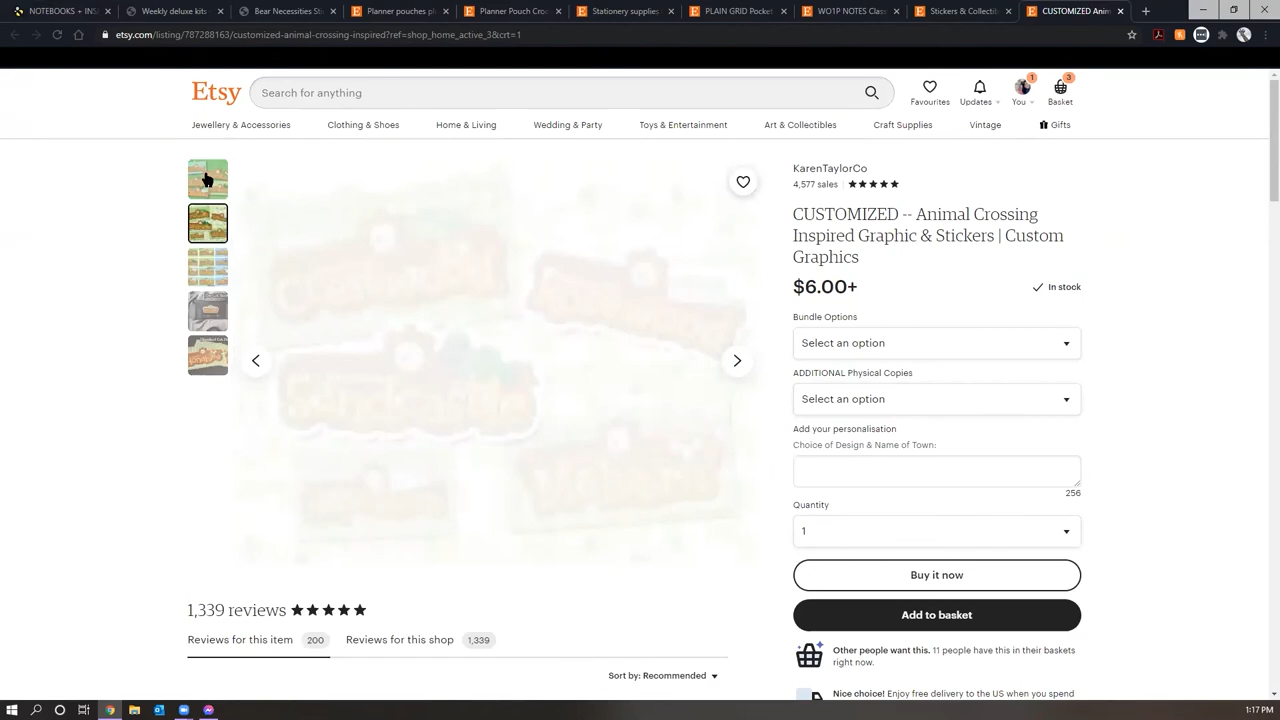 NOTEBOOKS + INS
Weekly deluxe kits
Bear Necessities Sta
Planner pouches pl
Planner Pouch Cro
Stationery supplies
PLAIN GRID Pocket
WO1P NOTES Class
Stickers & Collectib
CUSTOMIZED Anim
etsy.com/listing/787288163/customized-animal-crossing-inspired?ref=shop_home_active_3&crt=1
Etsy
Search for anything
Favourites
Updates
1
You
3
Basket
Jewellery & Accessories
Clothing & Shoes
Home & Living
Wedding & Party
Toys & Entertainment
Art & Collectibles
Craft Supplies
Vintage
Gifts
KarenTaylorCo
4,577 sales
CUSTOMIZED -- Animal Crossing
Inspired Graphic & Stickers | Custom
Graphics
$6.00+
In stock
Bundle Options
Select an option
ADDITIONAL Physical Copies
Select an option
Add your personalisation
Choice of Design & Name of Town:
256
Quantity
1
Buy it now
Add to basket
Other people want this. 11 people have this in their baskets
right now.
Nice choice! Enjoy free delivery to the US when you spend
1,339 reviews
Reviews for this item 200
Reviews for this shop 1,339
Sort by: Recommended
1:17 PM